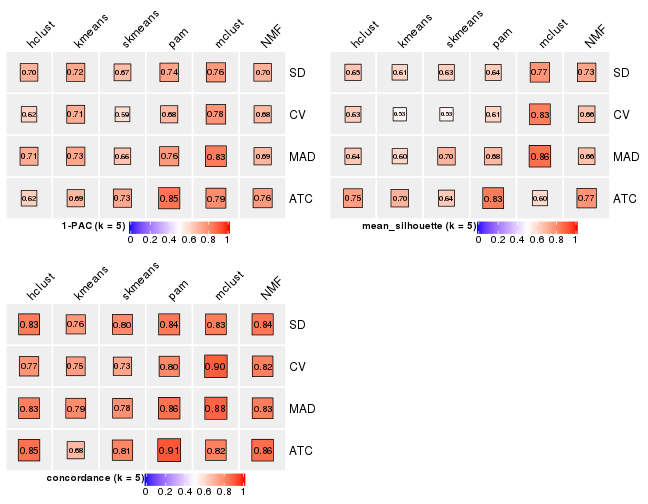 hclust kmeans skmeans pam mclust NMF
0.70 0.72 0.67 0.74 0.76 0.70 SD
0.62 0.71 0.59 0.68 0.78 0.68 CV
0.71 0.73 0.66 0.76 0.83 0.69 MAD
0.62 0.69 0.73 0.85 0.79 0.76 ATC
1-PAC (k = 5)
0 0.2 0.4 0.6 0.8 1
hclust kmeans skmeans pam mclust NMF
0.65 0.61 0.63 0.64 0.77 0.73 SD
0.63 0.53 0.53 0.61 0.83 0.66 CV
0.64 0.60 0.70 0.68 0.86 0.66 MAD
0.75 0.70 0.64 0.83 0.60 0.77 ATC
mean_silhouette (k = 5)
0 0.2 0.4 0.6 0.8 1
hclust kmeans skmeans pam mclust NMF
0.83 0.76 0.80 0.84 0.83 0.84 SD
0.77 0.75 0.73 0.80 0.90 0.82 CV
0.83 0.79 0.78 0.86 0.88 0.83 MAD
0.85 0.68 0.81 0.91 0.82 0.86 ATC
concordance (k = 5)
0 0.2 0.4 0.6 0.8 1